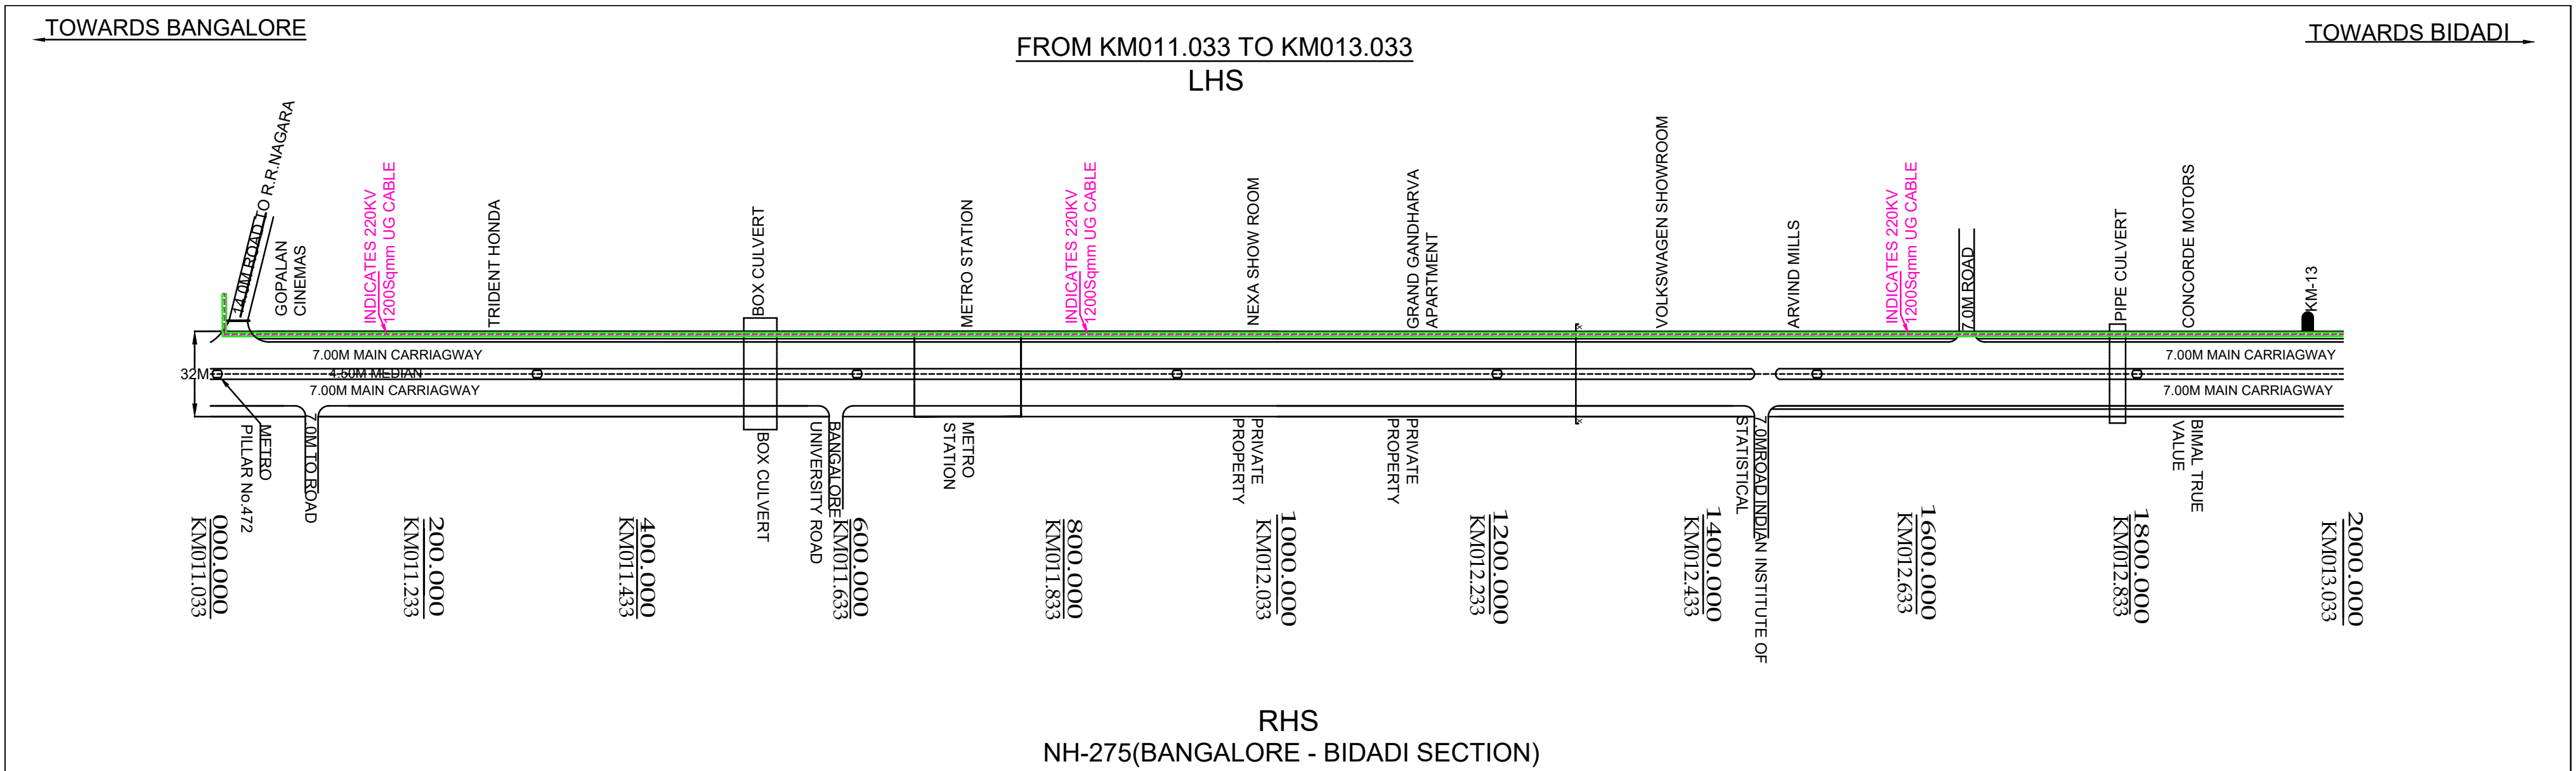 TOWARDS BANGALORE
TOWARDS BIDADI
FROM KM011.033 TO KM013.033
LHS
14.0M ROAD TO R.R.NAGARA
GOPALAN
CINEMAS
INDICATES 220KV
1200Sqmm UG CABLE
TRIDENT HONDA
BOX CULVERT
METRO STATION
INDICATES 220KV
1200Sqmm UG CABLE
NEXA SHOW ROOM
GRAND GANDHARVA
APARTMENT
VOLKSWAGEN SHOWROOM
ARVIND MILLS
INDICATES 220KV
1200Sqmm UG CABLE
7.0M ROAD
PIPE CULVERT
CONCORDE MOTORS
KM-13
7.00M MAIN CARRIAGWAY
7.00M MAIN CARRIAGWAY
32M
4.50M MEDIAN
7.00M MAIN CARRIAGWAY
7.00M MAIN CARRIAGWAY
METRO
PILLAR No.472
7.0M TO ROAD
BOX CULVERT
BANGALORE
UNIVERSITY ROAD
METRO
STATION
PRIVATE
PROPERTY
PRIVATE
PROPERTY
7.0MROAD INDIAN INSTITUTE OF
STATISTICAL
BIMAL TRUE
VALUE
000.000
KM011.033
200.000
KM011.233
400.000
KM011.433
600.000
KM011.633
800.000
KM011.833
1000.000
KM012.033
1200.000
KM012.233
1400.000
KM012.433
1600.000
KM012.633
1800.000
KM012.833
2000.000
KM013.033
RHS
NH-275(BANGALORE - BIDADI SECTION)